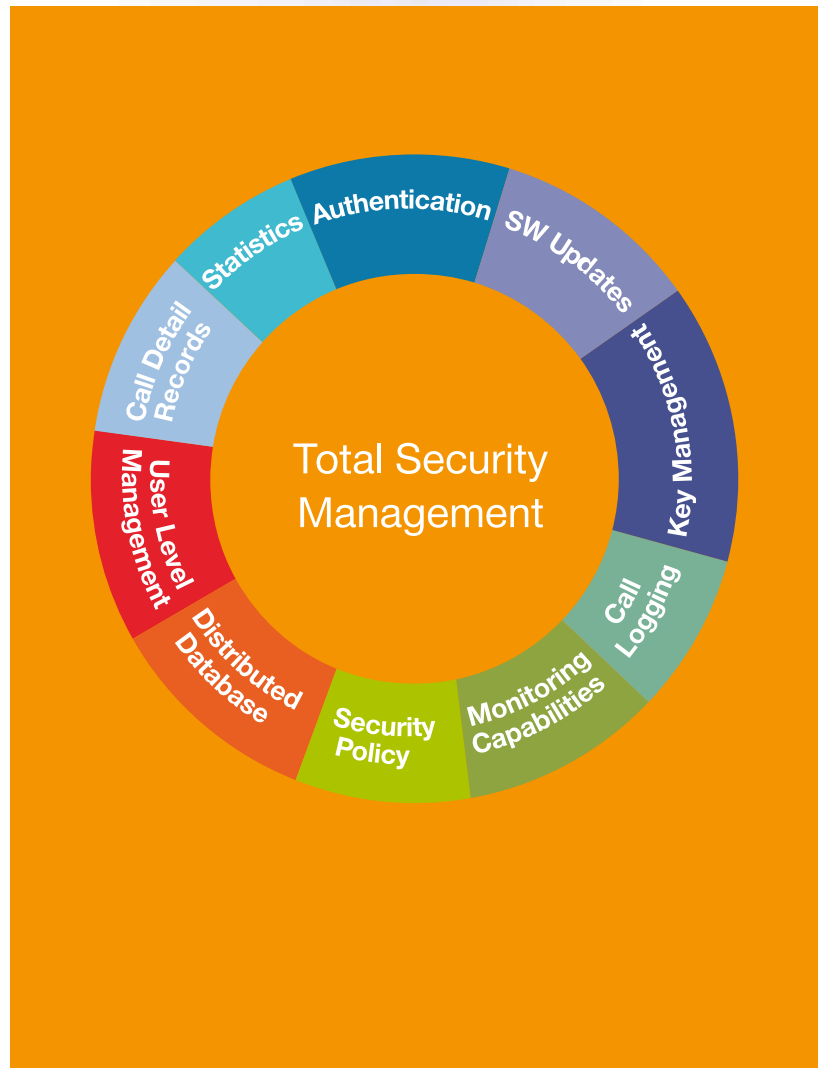 Authentication
SW Updates
Key Management
Call
Logging
Monitoring
Capabilities
Security
Policy
Distributed
Database
User Level
Management
Call Detail
Records
Statistics
Total Security
Management